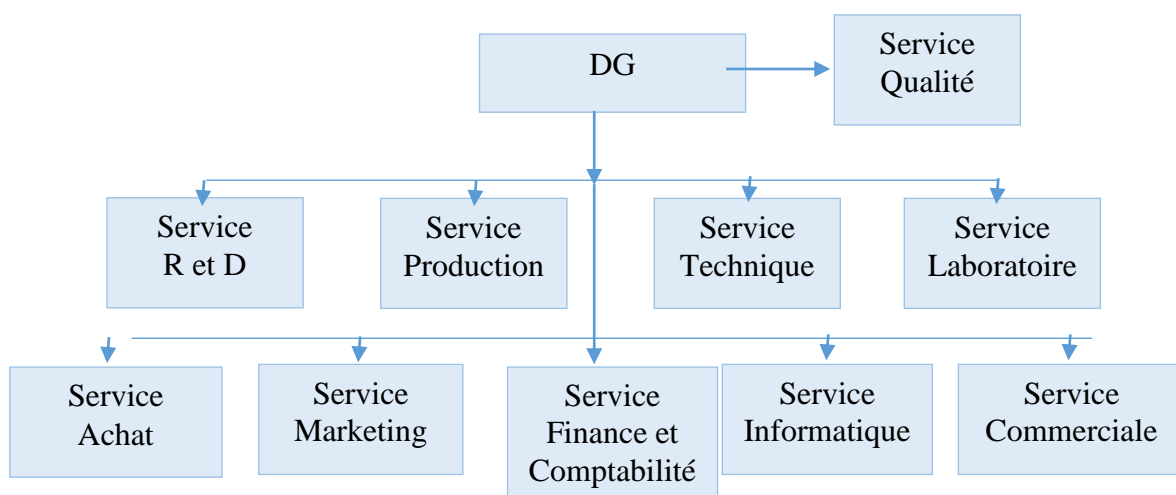 DG
Service
Qualité
Service
R et D
Service
Production
Service
Technique
Service
Laboratoire
Service
Achat
Service
Marketing
Service
Finance et
Comptabilité
Service
Informatique
Service
Commerciale